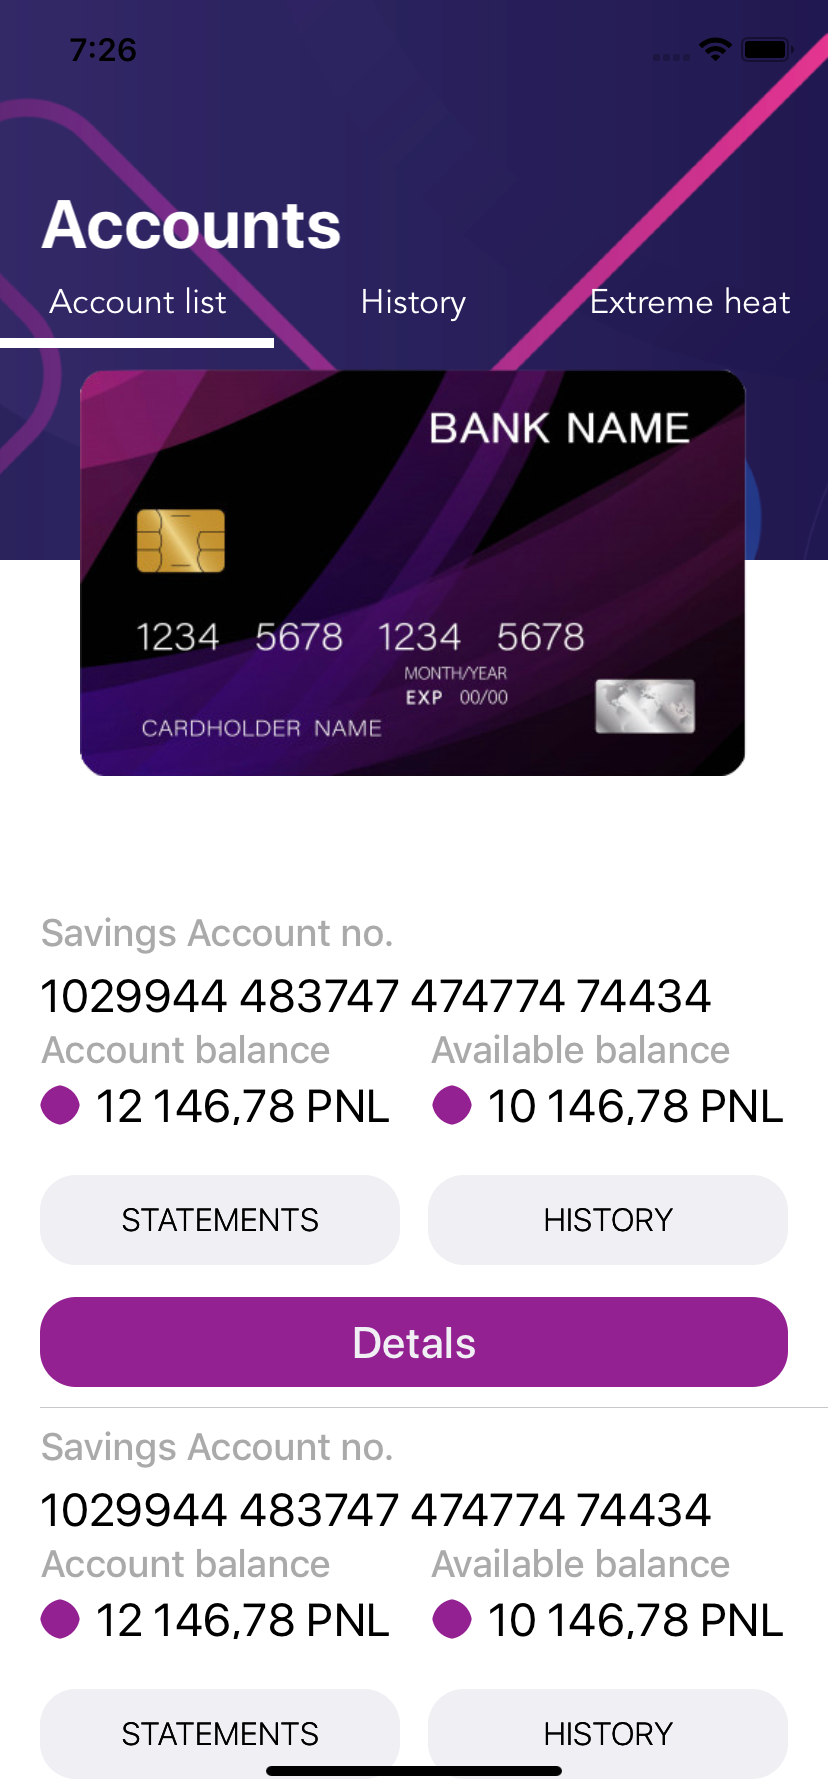 7:26
Accounts
Account list History Extreme heat
BANK NAME
1234 5678 1234 5678
MONTH/YEAR
EXP 00/00
CARDHOLDER NAME
Savings Account no.
1029944 483747 474774 74434
Account balance Available balance
12 146,78 PNL 10 146,78 PNL
STATEMENTS HISTORY
Detals
Savings Account no.
1029944 483747 474774 74434
Account balance Available balance
12 146,78 PNL 10 146,78 PNL
STATEMENTS HISTORY